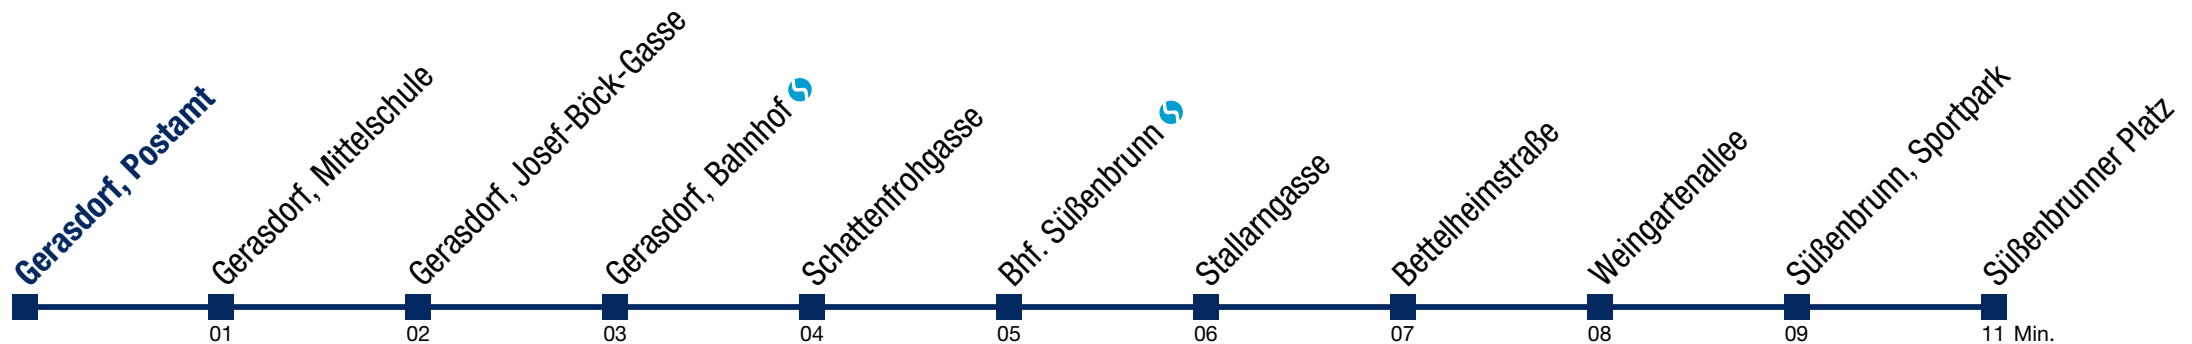 Gerasdorf, Postamt
Gerasdorf, Mittelschule
Gerasdorf, Josef-Böck-Gasse
Gerasdorf, Bahnhof
Schattenfrohgasse
Bhf. Süßenbrunn
Stallarngasse
Bettelheimstraße
Weingartenallee
Süßenbrunn, Sportpark
Süßenbrunner Platz
01 02 03 04 05 06 07 08 09 11 Min.